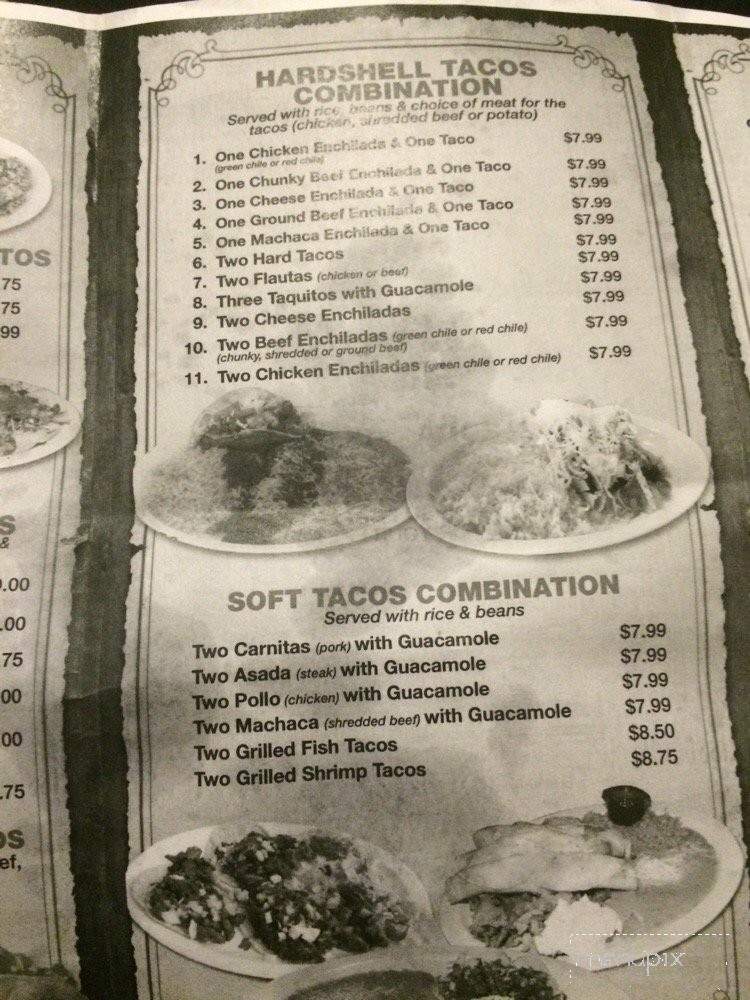 HARDSHELL TACOS
COMBINATION
Served with rice, beans & choice of meat for the
tacos (chicken, shredded beef or potato)
1. One Chicken Enchilada & One Taco $7.99
(green chile or red chile)
2. One Chunky Beef Enchilada & One Taco $7.99
3. One Cheese Enchilada & One Taco $7.99
4. One Ground Beef Enchilada & One Taco $7.99
5. One Machaca Enchilada & One Taco $7.99
6. Two Hard Tacos $7.99
7. Two Flautas (chicken or beef) $7.99
8. Three Taquitos with Guacamole $7.99
9. Two Cheese Enchiladas $7.99
10. Two Beef Enchiladas (green chile or red chile) $7.99
(chunky, shredded or ground beef)
11. Two Chicken Enchiladas (green chile or red chile) $7.99
SOFT TACOS COMBINATION
Served with rice & beans
Two Carnitas (pork) with Guacamole $7.99
Two Asada (steak) with Guacamole $7.99
Two Pollo (chicken) with Guacamole $7.99
Two Machaca (shredded beef) with Guacamole $7.99
Two Grilled Fish Tacos $8.50
Two Grilled Shrimp Tacos $8.75
TOS
.75
75
99
S
&
.00
.00
75
00
00
.75
OS
ef,